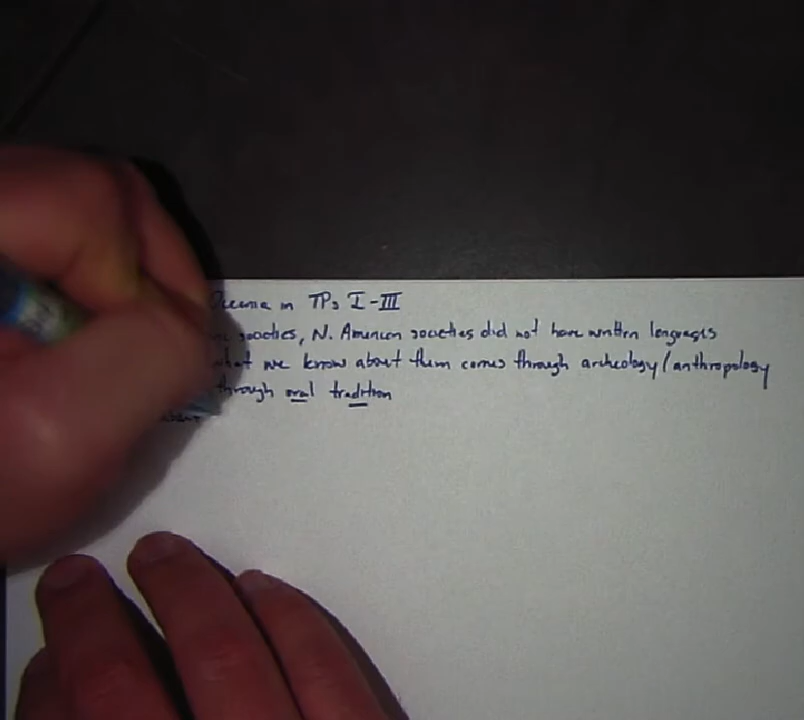 Oceania in TPs I-III
societies, N. American societies did not have written languages
what we know about them comes through archeology/anthropology
through oral tradition